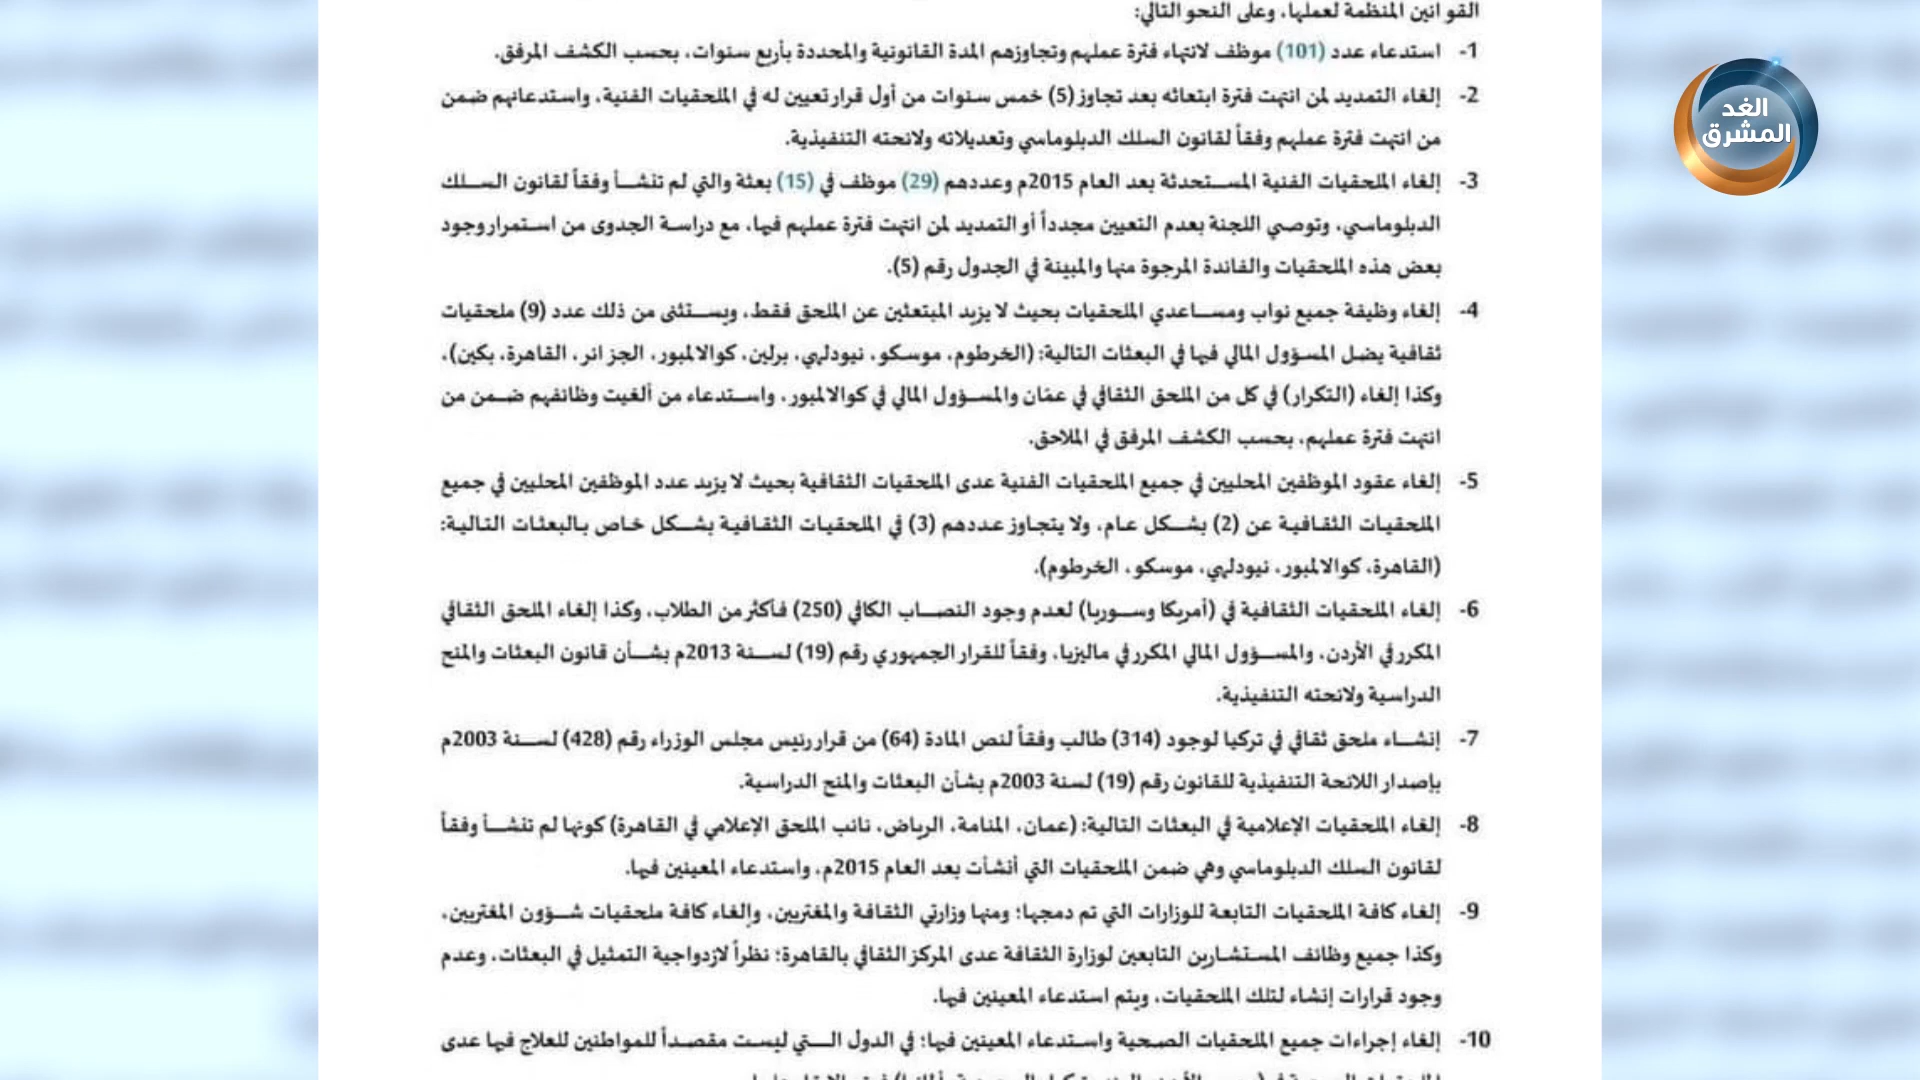 القوانين المنظمة لعملها، وعلى النحو التالي:
1- استدعاء عدد (101) موظف لانتهاء فترة عملهم وتجاوزهم المدة القانونية والمحددة بأربع سنوات، بحسب الكشف المرفق.
2- إلغاء التمديد لمن انتهت فترة ابتعاثه بعد تجاوز (5) خمس سنوات من أول قرار تعيين له في الملحقيات الفنية، واستدعائهم ضمن
من انتهت فترة عملهم وفقاً لقانون السلك الدبلوماسي وتعديلاته ولائحته التنفيذية.
3- إلغاء الملحقيات الفنية المستحدثة بعد العام 2015م وعددهم (29) موظف في (15) بعثة والتي لم تنشأ وفقاً لقانون السلك
الدبلوماسي، وتوصي اللجنة بعدم التعيين مجدداً أو التمديد لمن انتهت فترة عملهم فيها، مع دراسة الجدوى من استمرار وجود
بعض هذه الملحقيات والفائدة المرجوة منها والمبينة في الجدول رقم (5).
4- إلغاء وظيفة جميع نواب ومساعدي الملحقيات بحيث لا يزيد المبتعثين عن الملحق فقط، ويستثنى من ذلك عدد (9) ملحقيات
ثقافية يضل المسؤول المالي فيها في البعثات التالية: (الخرطوم، موسكو، نيودلهي، برلين، كوالالمبور، الجزائر، القاهرة، بكين)،
وكذا إلغاء (التكرار) في كل من الملحق الثقافي في عمّان والمسؤول المالي في كوالالمبور، واستدعاء من ألغيت وظائفهم ضمن من
انتهت فترة عملهم، بحسب الكشف المرفق في الملاحق.
5- إلغاء عقود الموظفين المحليين في جميع الملحقيات الفنية عدى الملحقيات الثقافية بحيث لا يزيد عدد الموظفين المحليين في جميع
الملحقيات الثقافية عن (2) بشكل عام، ولا يتجاوز عددهم (3) في الملحقيات الثقافية بشكل خاص بالبعثات التالية:
(القاهرة، كوالالمبور، نيودلهي، موسكو، الخرطوم).
6- إلغاء الملحقيات الثقافية في (أمريكا وسوريا) لعدم وجود النصاب الكافي (250) فأكثر من الطلاب، وكذا إلغاء الملحق الثقافي
المكرر في الأردن، والمسؤول المالي المكرر في ماليزيا، وفقاً للقرار الجمهوري رقم (19) لسنة 2013م بشأن قانون البعثات والمنح
الدراسية ولائحته التنفيذية.
7- إنشاء ملحق ثقافي في تركيا لوجود (314) طالب وفقاً لنص المادة (64) من قرار رئيس مجلس الوزراء رقم (428) لسنة 2003م
بإصدار اللائحة التنفيذية للقانون رقم (19) لسنة 2003م بشأن البعثات والمنح الدراسية.
8- إلغاء الملحقيات الإعلامية في البعثات التالية: (عمان، المنامة، الرياض، نائب الملحق الإعلامي في القاهرة) كونها لم تنشأ وفقاً
لقانون السلك الدبلوماسي وهي ضمن الملحقيات التي أنشأت بعد العام 2015م، واستدعاء المعينين فيها.
9- إلغاء كافة الملحقيات التابعة للوزارات التي تم دمجها؛ ومنها وزارتي الثقافة والمغتربين، وإلغاء كافة ملحقيات شؤون المغتربين،
وكذا جميع وظائف المستشارين التابعين لوزارة الثقافة عدى المركز الثقافي بالقاهرة؛ نظراً لازدواجية التمثيل في البعثات، وعدم
وجود قرارات إنشاء لتلك الملحقيات، ويتم استدعاء المعينين فيها.
10- إلغاء إجراءات جميع الملحقيات الصحية واستدعاء المعينين فيها؛ في الدول التي ليست مقصداً للمواطنين للعلاج فيها عدى
الغد
المشرق